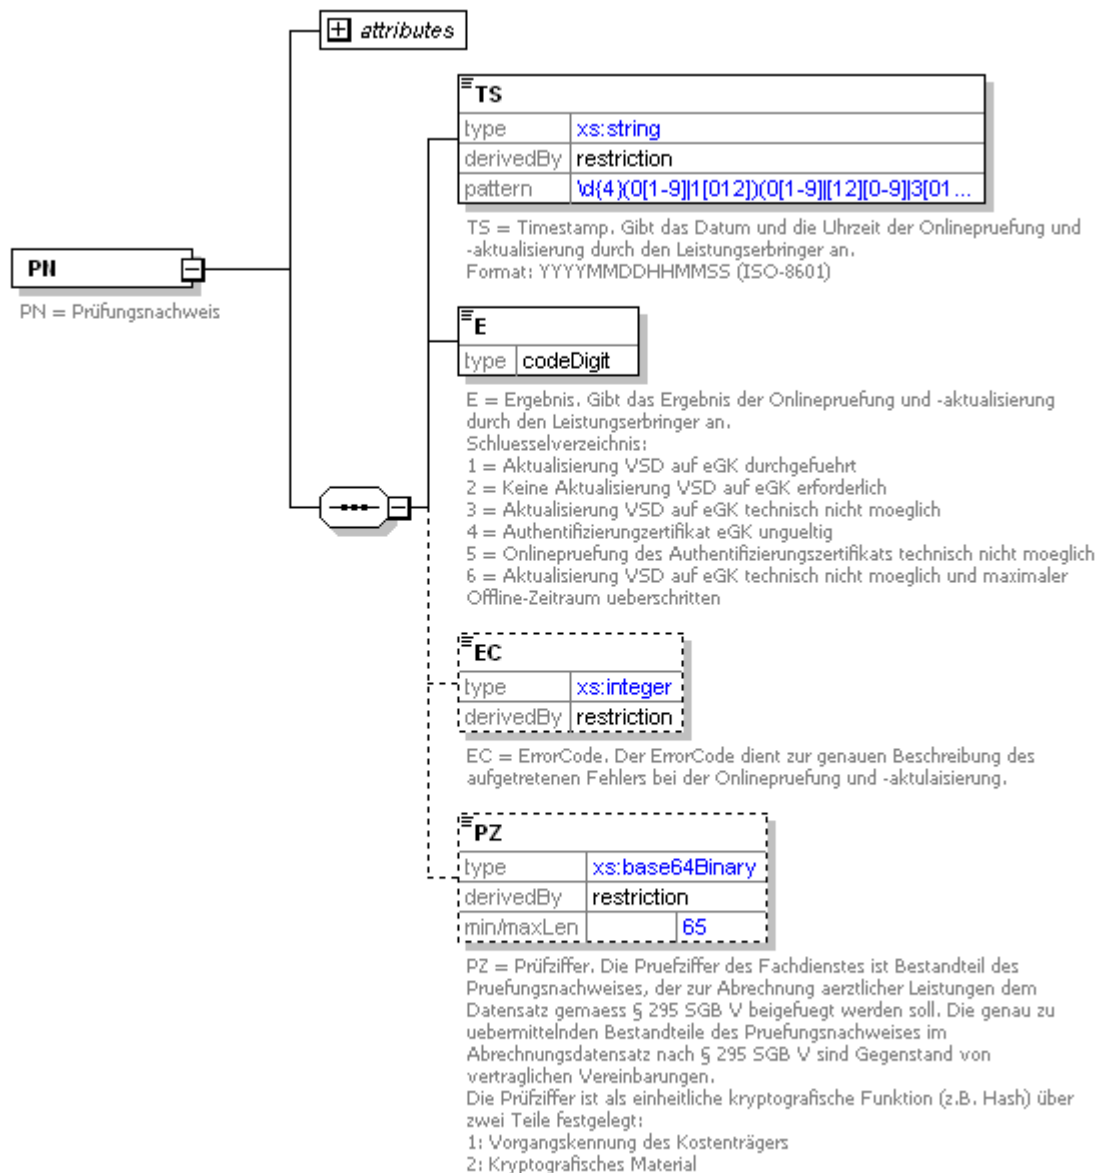 attributes
TS
type xs:string
derivedBy restriction
pattern \d{4}(0[1-9]|1[012])(0[1-9]|[12][0-9]|3[01...
TS = Timestamp. Gibt das Datum und die Uhrzeit der Onlinepruefung und
-aktualisierung durch den Leistungserbringer an.
Format: YYYYMMDDHHMMSS (ISO-8601)
PN
PN = Prüfungsnachweis
E
type codeDigit
E = Ergebnis. Gibt das Ergebnis der Onlinepruefung und -aktualisierung
durch den Leistungserbringer an.
Schluesselverzeichnis:
1 = Aktualisierung VSD auf eGK durchgefuehrt
2 = Keine Aktualisierung VSD auf eGK erforderlich
3 = Aktualisierung VSD auf eGK technisch nicht moeglich
4 = Authentifizierungzertifikat eGK ungueltig
5 = Onlinepruefung des Authentifizierungszertifikats technisch nicht moeglich
6 = Aktualisierung VSD auf eGK technisch nicht moeglich und maximaler
Offline-Zeitraum ueberschritten
EC
type xs:integer
derivedBy restriction
EC = ErrorCode. Der ErrorCode dient zur genauen Beschreibung des
aufgetretenen Fehlers bei der Onlinepruefung und -aktulaisierung.
PZ
type xs:base64Binary
derivedBy restriction
min/maxLen 65
PZ = Prüfziffer. Die Pruefziffer des Fachdienstes ist Bestandteil des
Pruefungsnachweises, der zur Abrechnung aerztlicher Leistungen dem
Datensatz gemaess § 295 SGB V beigefuegt werden soll. Die genau zu
uebermittelnden Bestandteile des Pruefungsnachweises im
Abrechnungsdatensatz nach § 295 SGB V sind Gegenstand von
vertraglichen Vereinbarungen.
Die Prüfziffer ist als einheitliche kryptografische Funktion (z.B. Hash) über
zwei Teile festgelegt:
1: Vorgangskennung des Kostenträgers
2: Kryptografisches Material